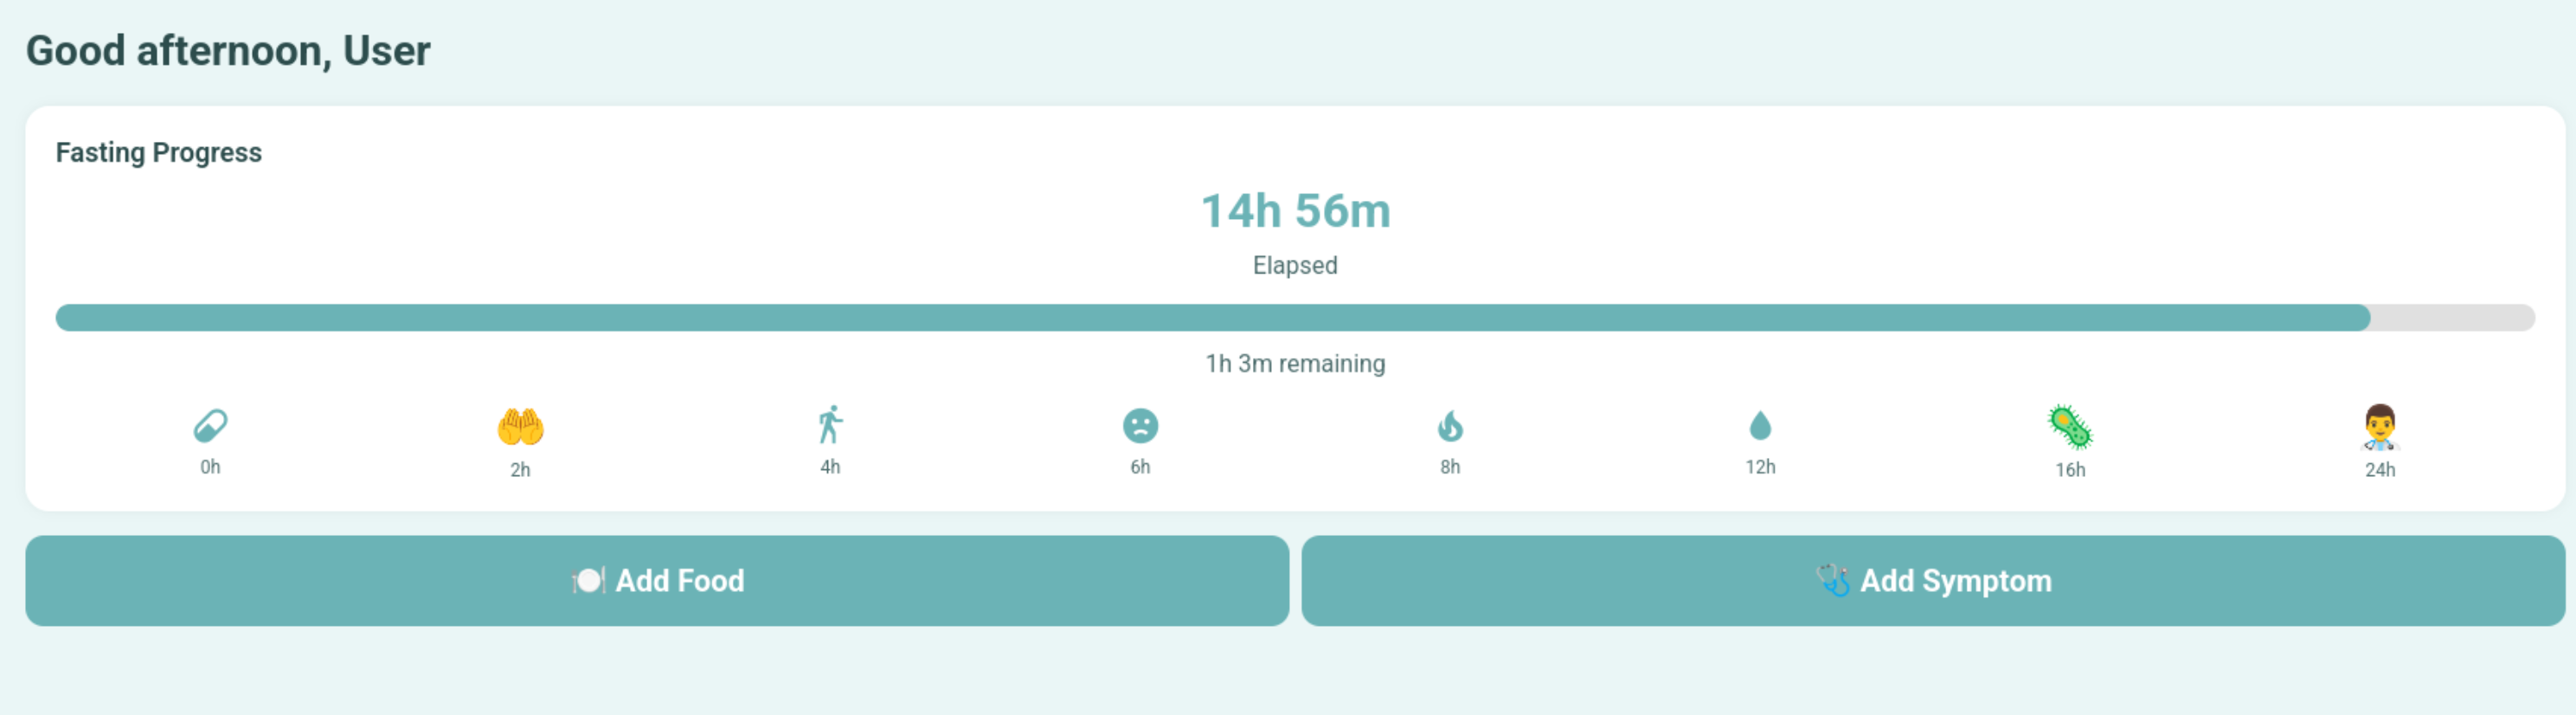 Good afternoon, User
Fasting Progress
14h 56m
Elapsed
1h 3m remaining
0h 2h 4h 6h 8h 12h 16h 24h
🍽️ Add Food
🩺 Add Symptom